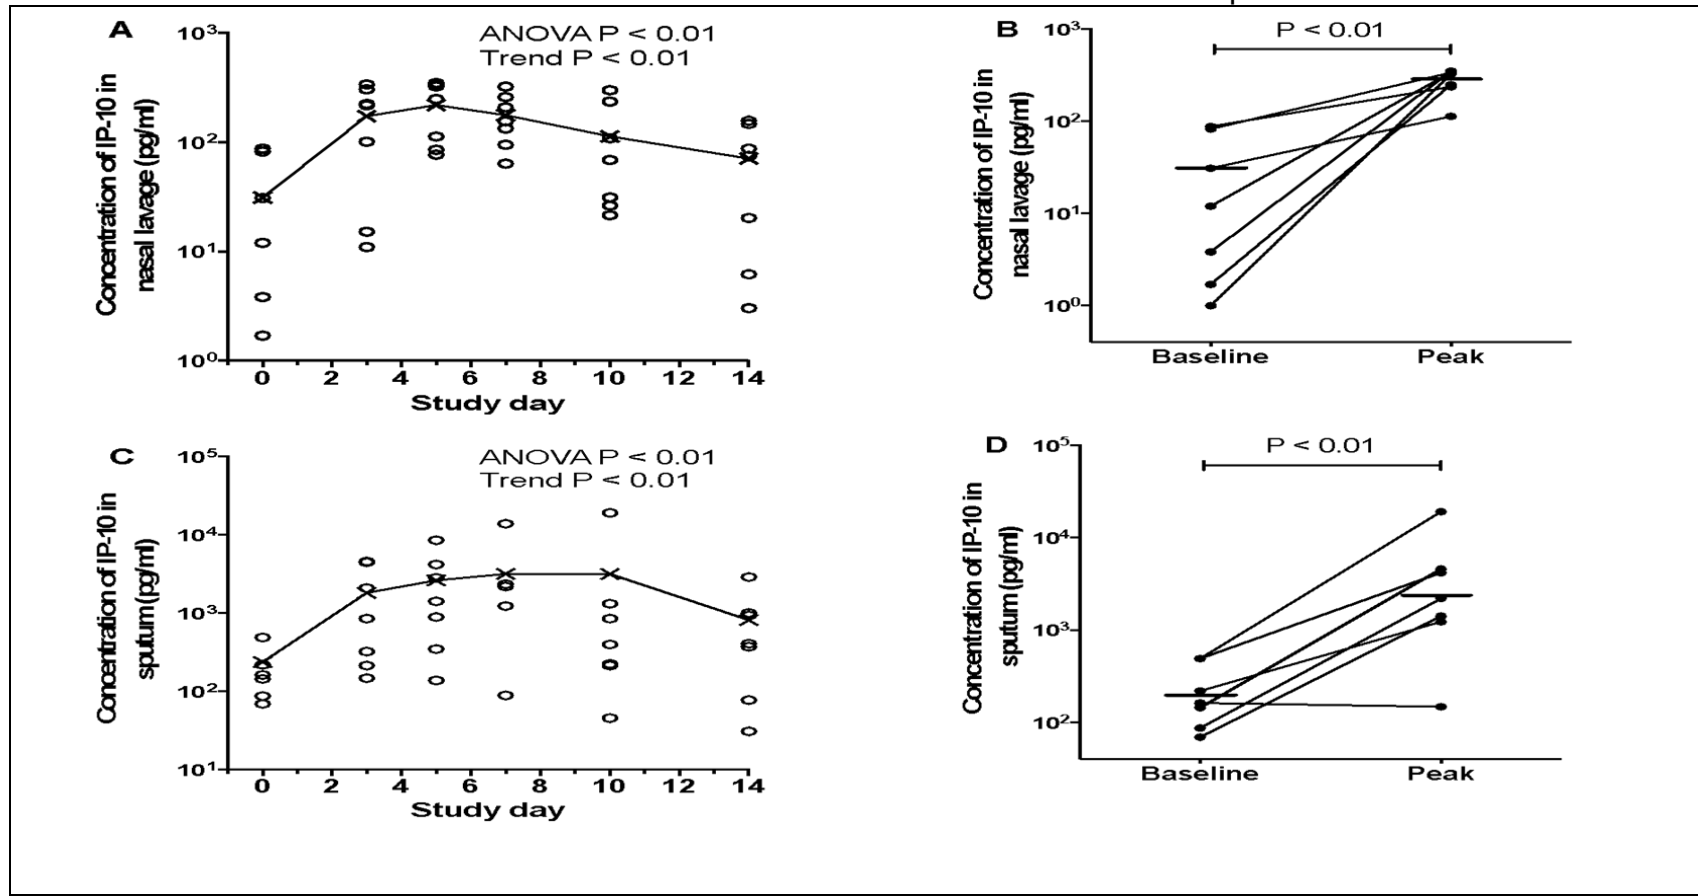 A
ANOVA P < 0.01
Trend P < 0.01
Concentration of IP-10 in
nasal lavage (pg/ml)
10³
10²
10¹
10⁰
0 2 4 6 8 10 12 14
Study day
B
P < 0.01
Concentration of IP-10 in
nasal lavage (pg/ml)
10³
10²
10¹
10⁰
Baseline Peak
C
ANOVA P < 0.01
Trend P < 0.01
Concentration of IP-10 in
sputum (pg/ml)
10⁵
10⁴
10³
10²
10¹
0 2 4 6 8 10 12 14
Study day
D
P < 0.01
Concentration of IP-10 in
sputum (pg/ml)
10⁵
10⁴
10³
10²
Baseline Peak